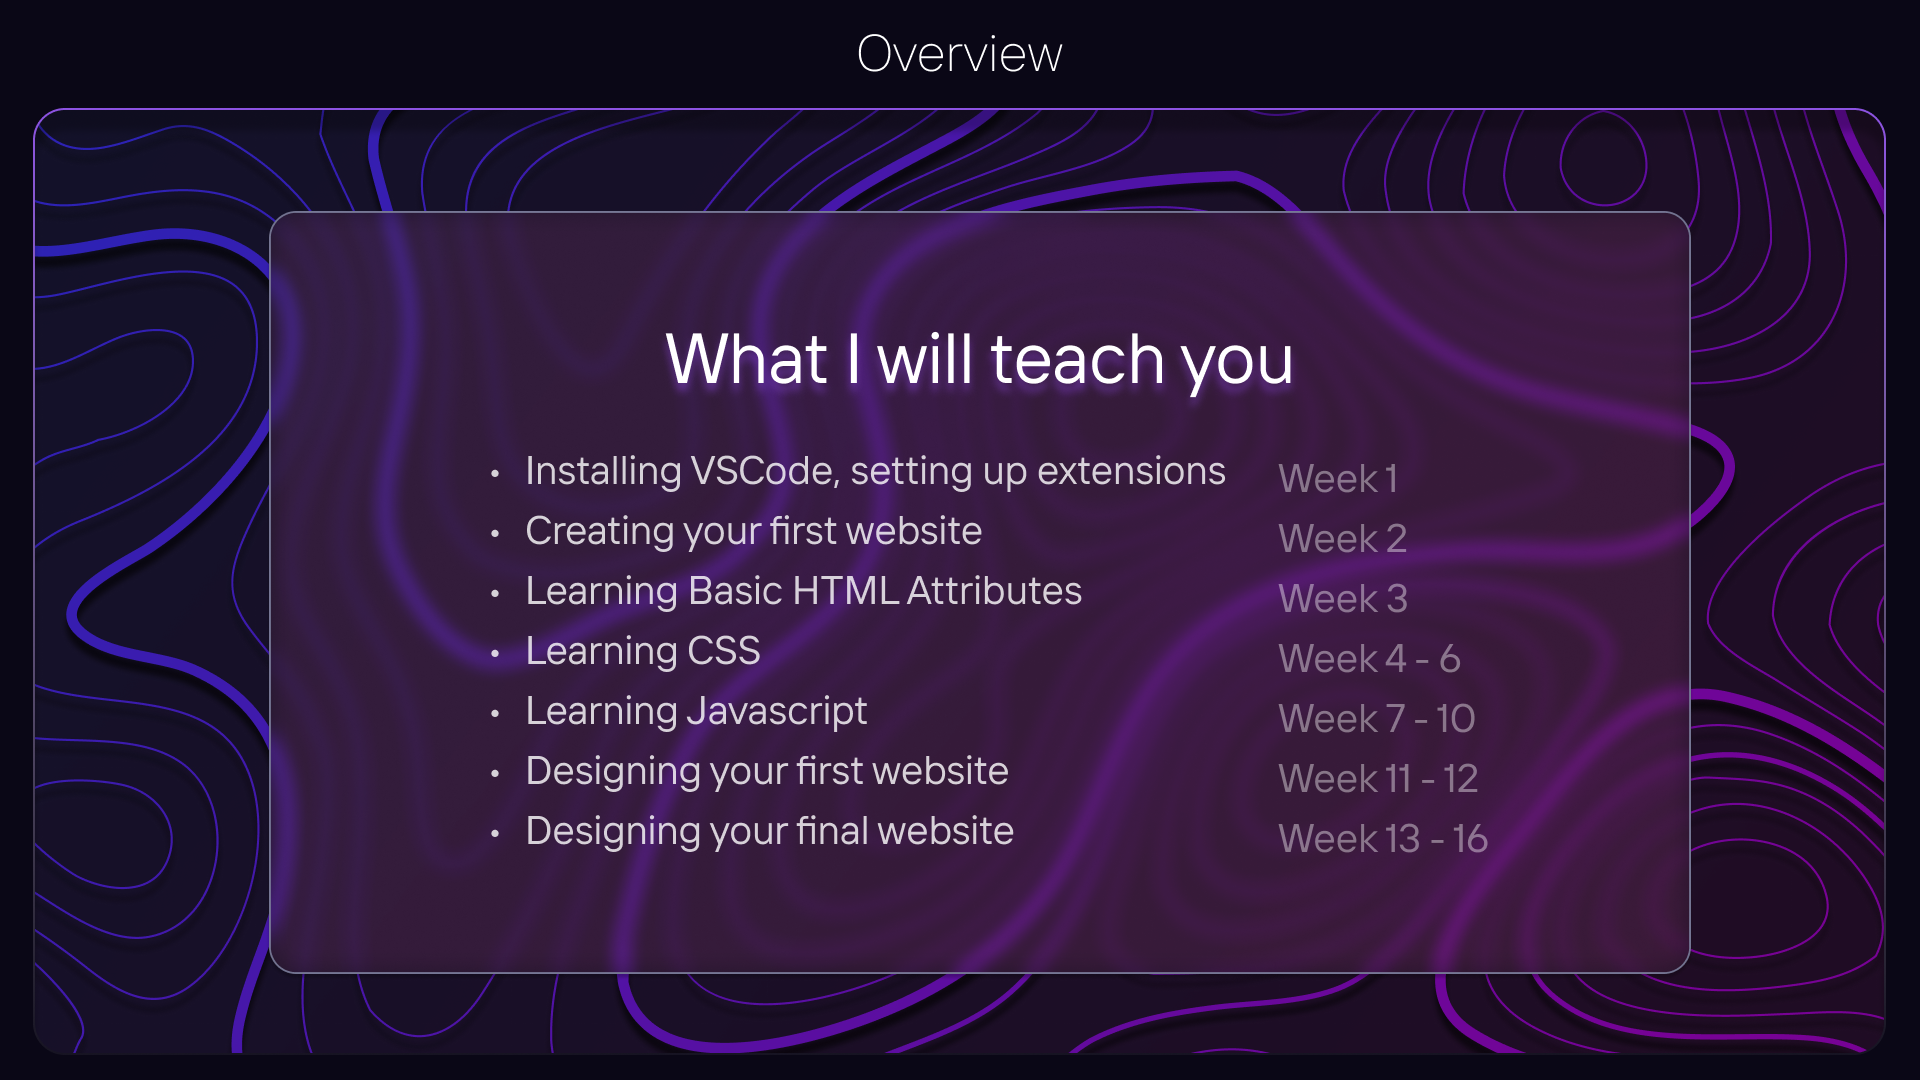 Overview
What I will teach you
• Installing VSCode, setting up extensions Week 1
• Creating your first website Week 2
• Learning Basic HTML Attributes Week 3
• Learning CSS Week 4 - 6
• Learning Javascript Week 7 - 10
• Designing your first website Week 11 - 12
• Designing your final website Week 13 - 16